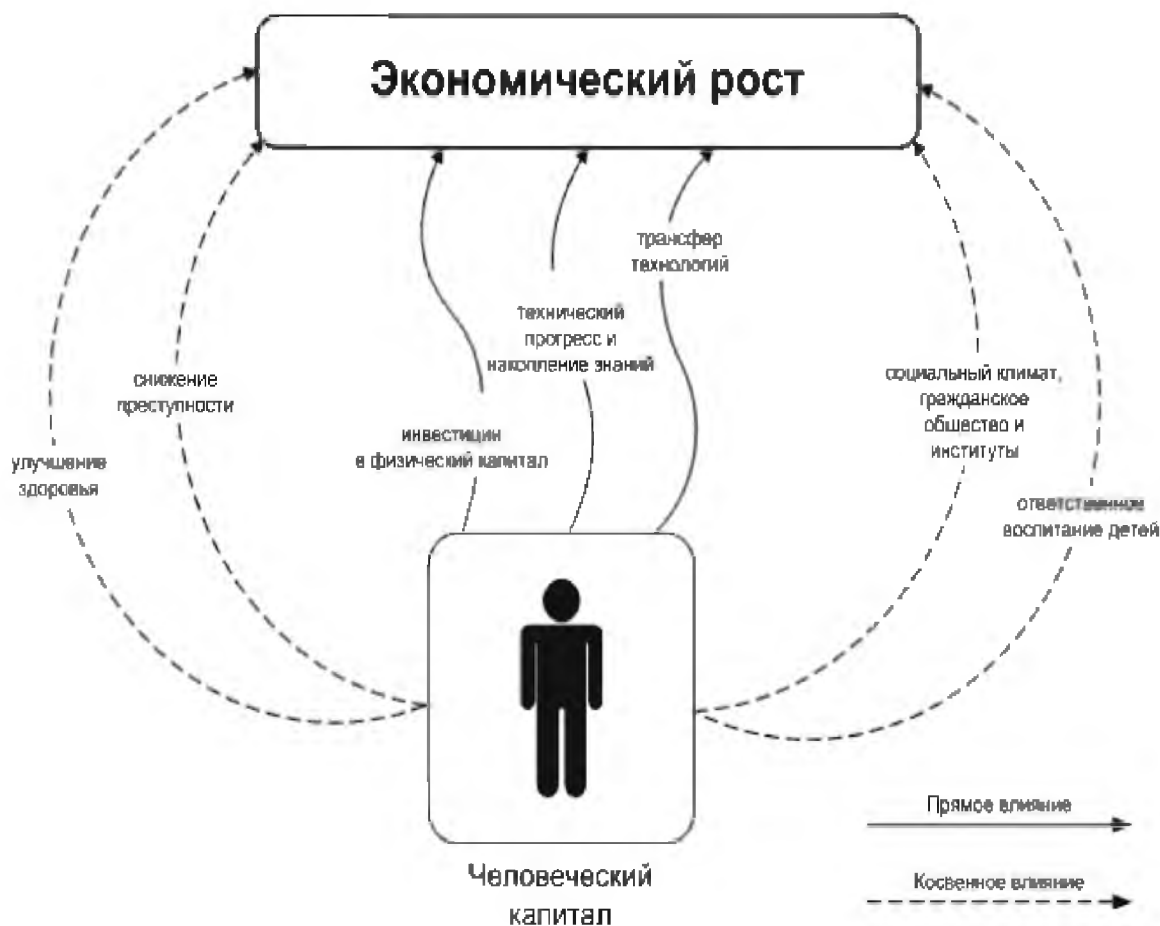 Экономический рост
трансфер
технологий
технический
прогресс и
накопление знаний
снижение
преступности
социальный климат,
гражданское
общество и
институты
инвестиции
в физический капитал
улучшение
здоровья
ответственное
воспитание детей
Прямое влияние
Человеческий
капитал
Косвенное влияние